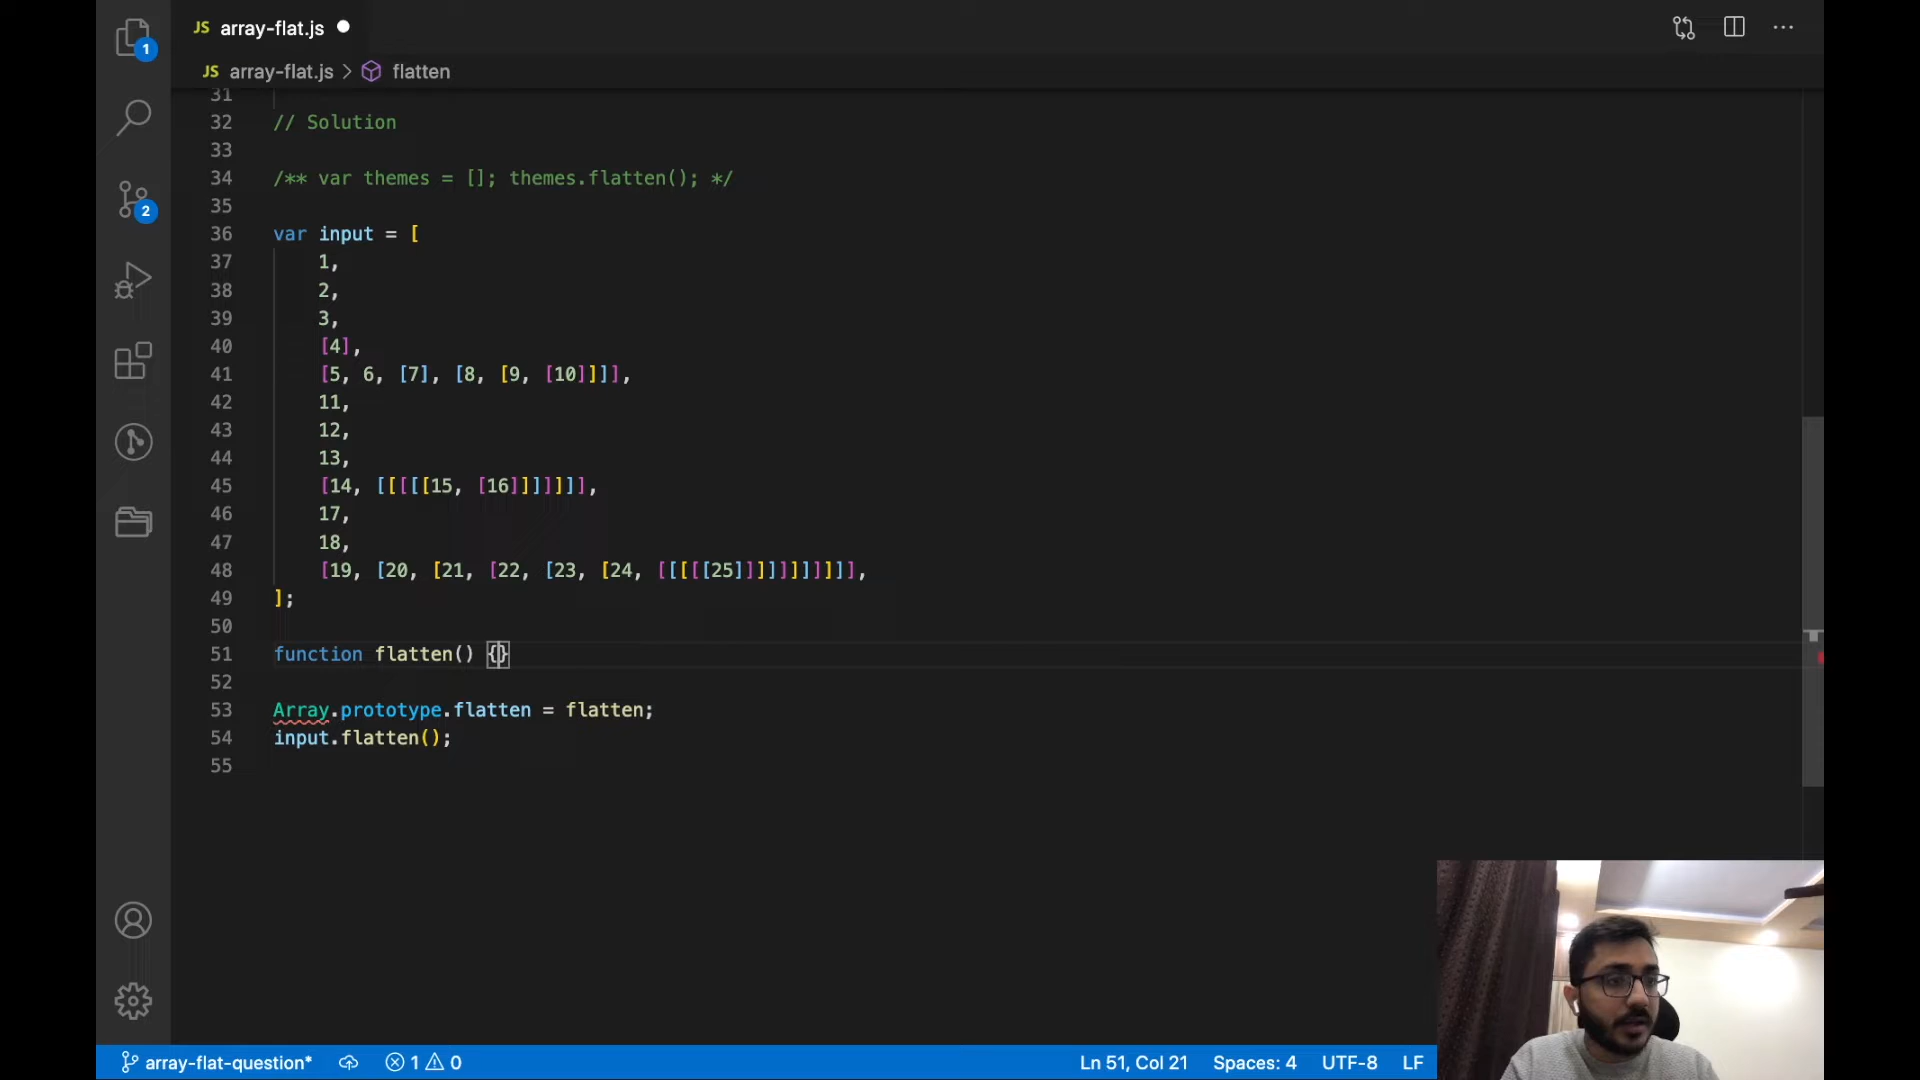 JS array-flat.js
JS array-flat.js > flatten
1
2
31
32 // Solution
33
34 /** var themes = []; themes.flatten(); */
35
36 var input = [
37 1,
38 2,
39 3,
40 [4],
41 [5, 6, [7], [8, [9, [10]]]],
42 11,
43 12,
44 13,
45 [14, [[[[[15, [16]]]]]]],
46 17,
47 18,
48 [19, [20, [21, [22, [23, [24, [[[[[25]]]]]]]]]]],
49 ];
50
51 function flatten() {}
52
53 Array.prototype.flatten = flatten;
54 input.flatten();
55
array-flat-question* 1 0 Ln 51, Col 21 Spaces: 4 UTF-8 LF